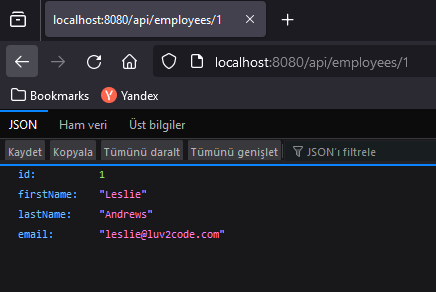 localhost:8080/api/employees/1
localhost:8080/api/employees/1
Bookmarks Yandex
JSON Ham veri Üst bilgiler
Kaydet Kopyala Tümünü daralt Tümünü genişlet JSON'ı filtrele
id: 1
firstName: "Leslie"
lastName: "Andrews"
email: "leslie@luv2code.com"